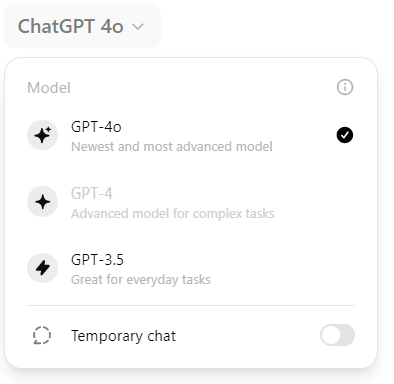 ChatGPT 4o
Model
GPT-4o
Newest and most advanced model
GPT-4
Advanced model for complex tasks
GPT-3.5
Great for everyday tasks
Temporary chat